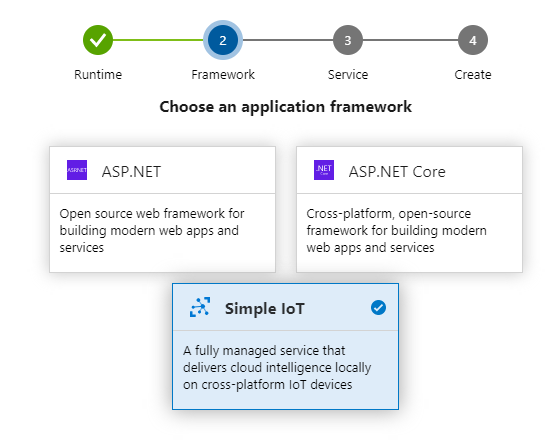 2
3
4
Runtime
Framework
Service
Create
Choose an application framework
ASP.NET
ASP.NET
Open source web framework for
building modern web apps and
services
.NET
Core
ASP.NET Core
Cross-platform, open-source
framework for building modern
web apps and services
Simple IoT
A fully managed service that
delivers cloud intelligence locally
on cross-platform IoT devices